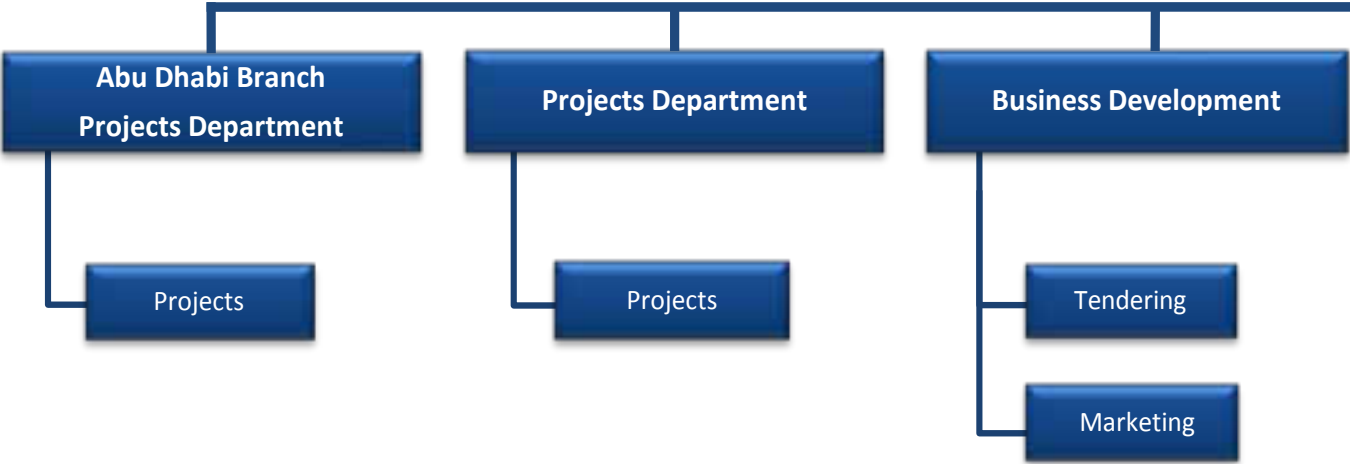 Abu Dhabi Branch
Projects Department
Projects Department
Business Development
Projects
Projects
Tendering
Marketing